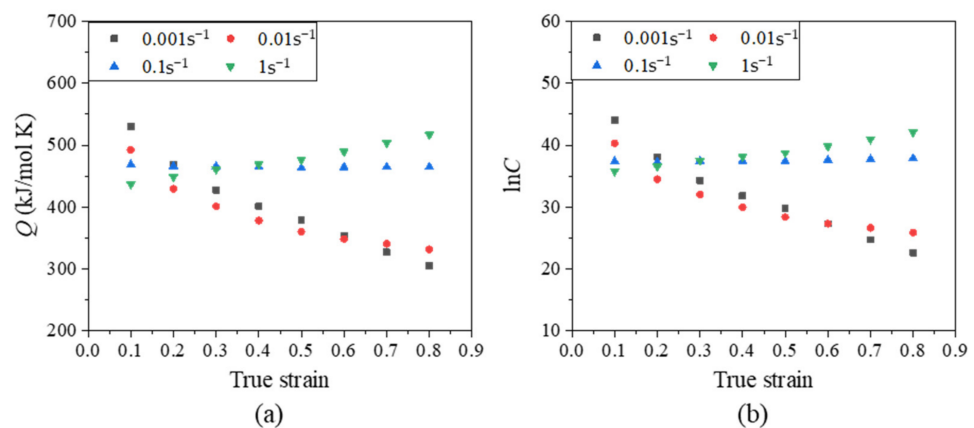 700
600
500
400
300
200
Q (kJ/mol K)
0.001s⁻¹ 0.01s⁻¹
0.1s⁻¹ 1s⁻¹
0.0 0.1 0.2 0.3 0.4 0.5 0.6 0.7 0.8 0.9
True strain
(a)
60
50
40
30
20
10
lnC
0.001s⁻¹ 0.01s⁻¹
0.1s⁻¹ 1s⁻¹
0.0 0.1 0.2 0.3 0.4 0.5 0.6 0.7 0.8 0.9
True strain
(b)